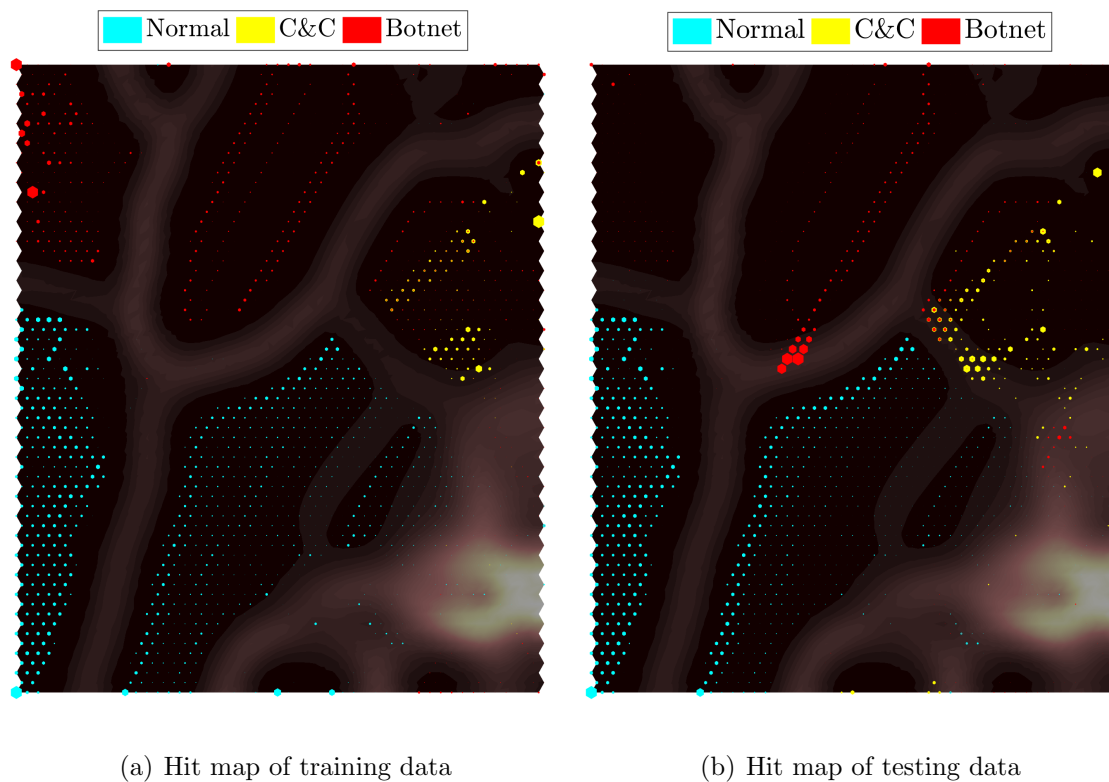 Normal C&C Botnet
Normal C&C Botnet
(a) Hit map of training data
(b) Hit map of testing data